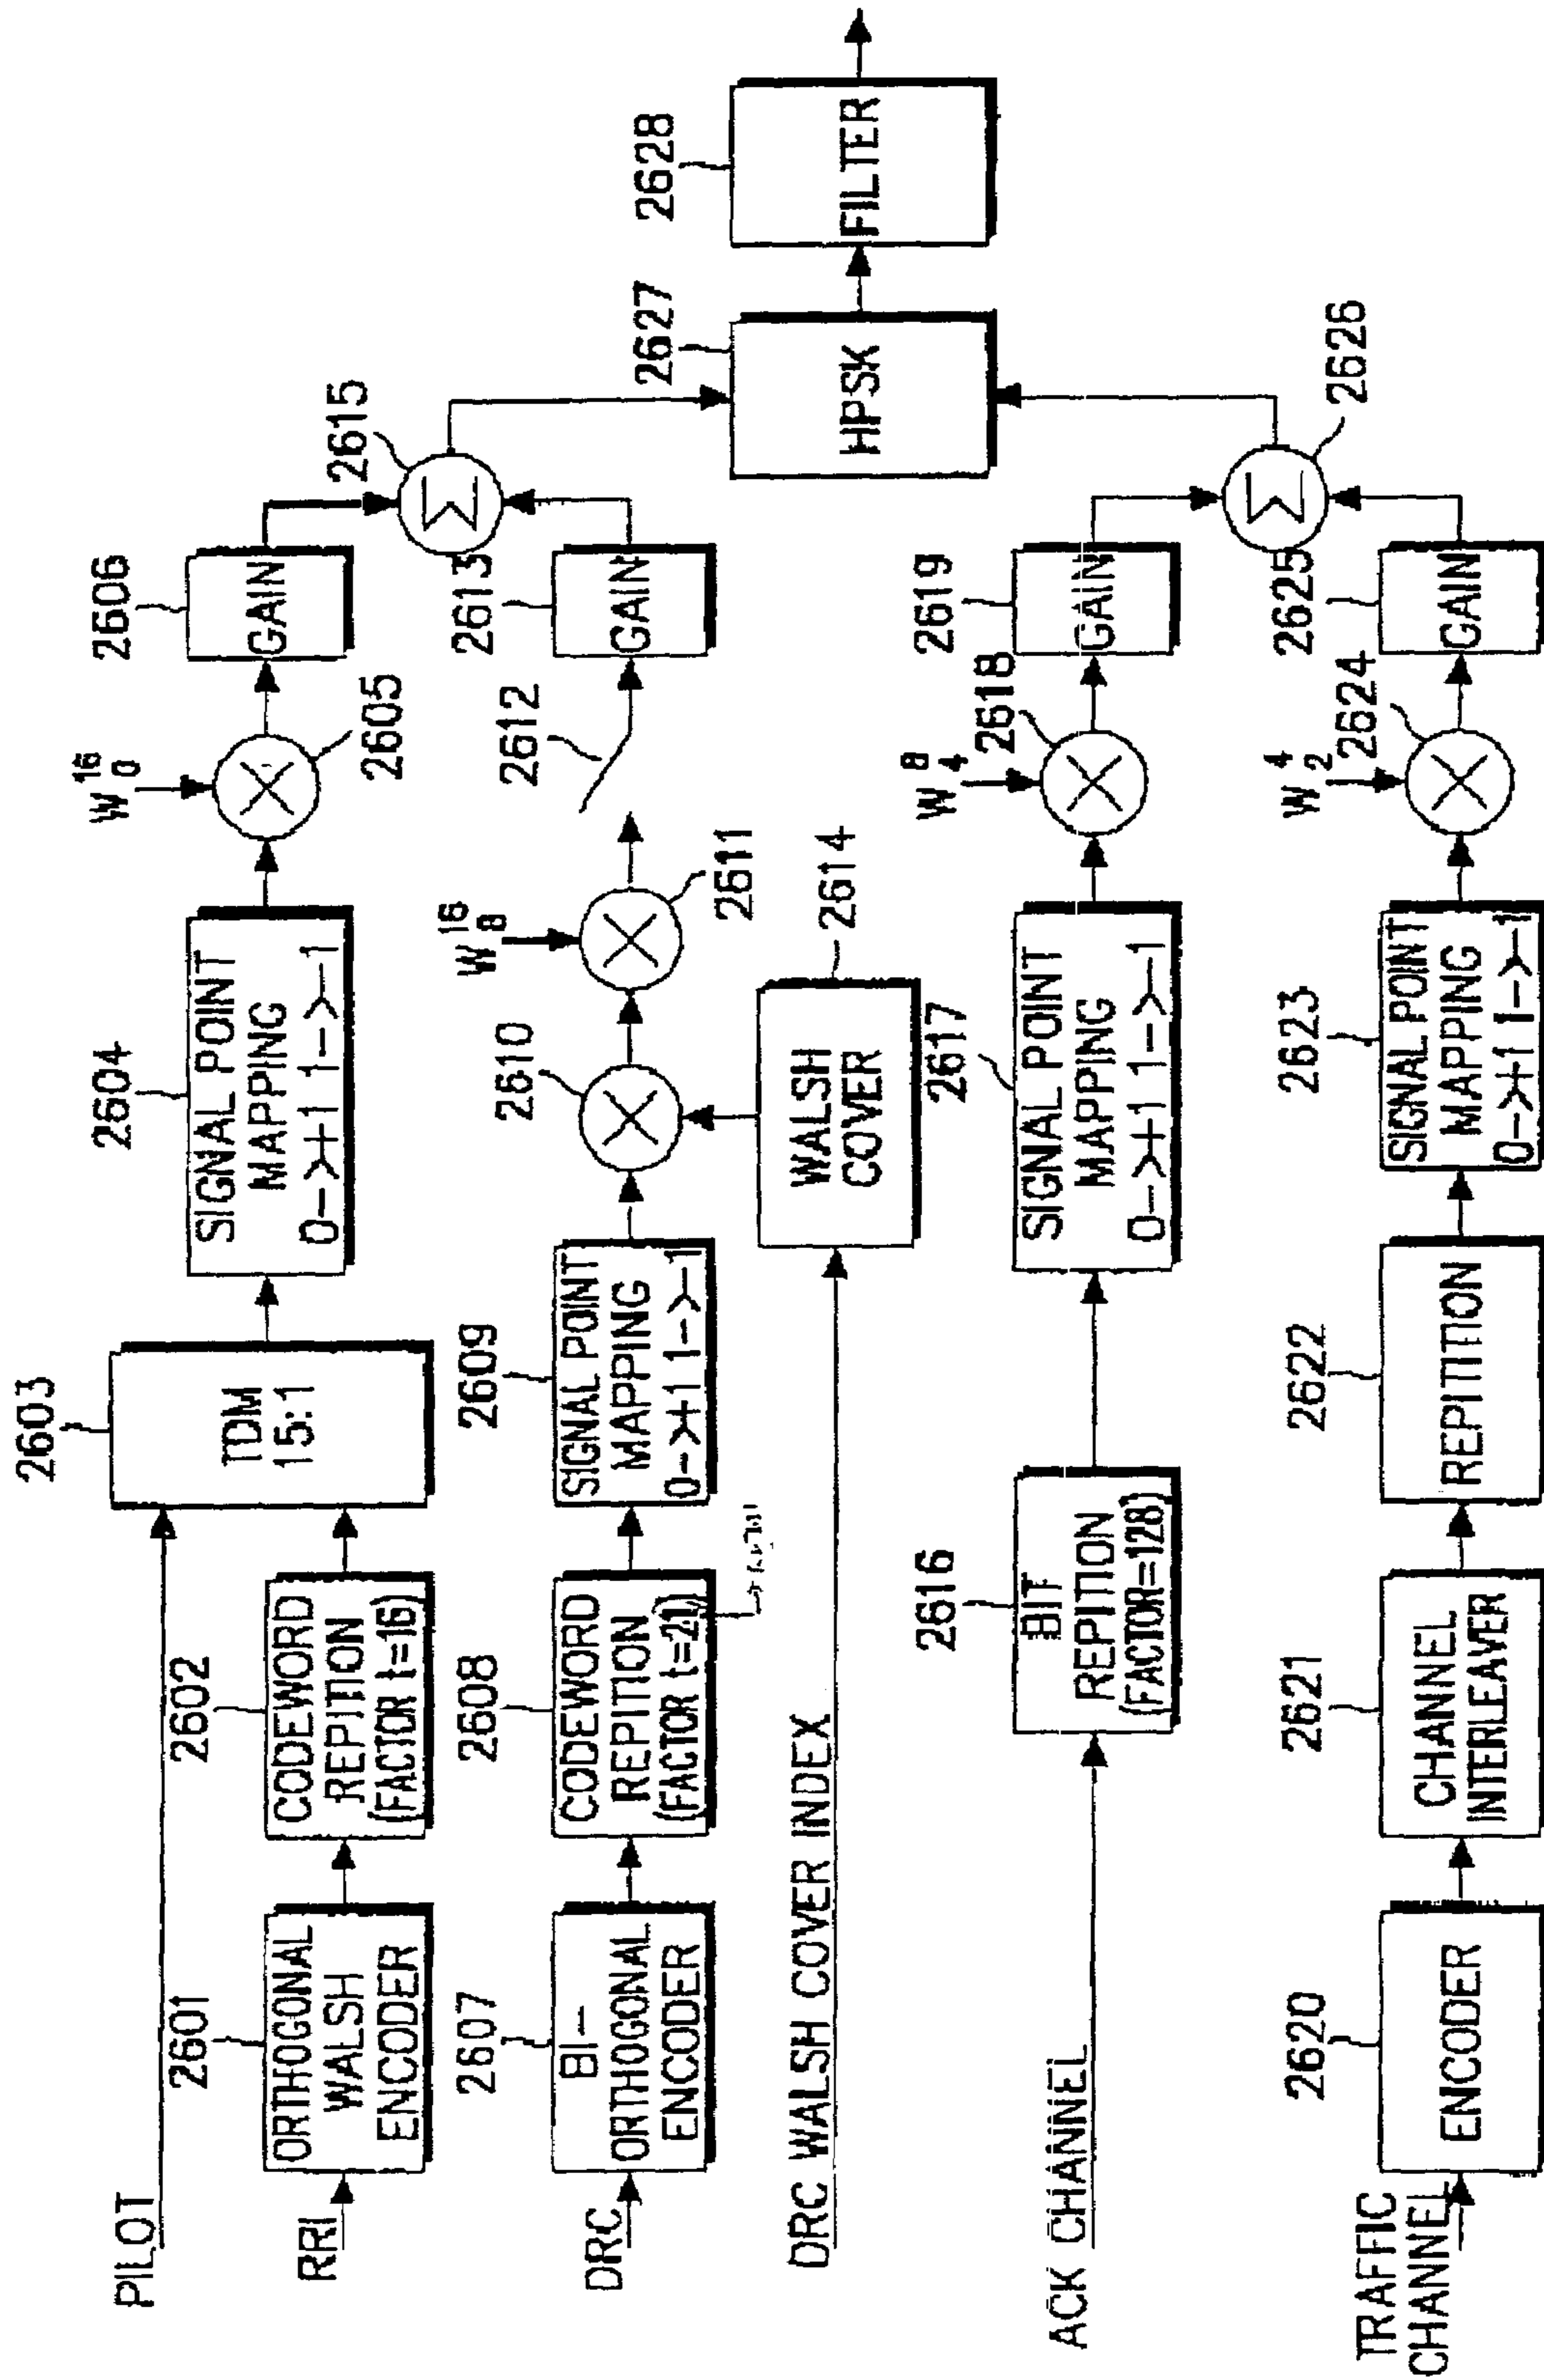 PILOT
RRI
2601
ORTHOGONAL
WALSH
ENCODER
2602
CODEWORD
REPITION
(FACTOR t=16)
2603
TDM
15:1
2604
SIGNAL POINT
MAPPING
0->+1 1->-1
W 16 0
2605
2606
GAIN
2615
Σ
DRC
2607
BI-
ORTHOGONAL
ENCODER
2608
CODEWORD
REPITION
(FACTOR t=21)
2609
SIGNAL POINT
MAPPING
0->+1 1->-1
2610
W 16 8
2611
2612
2613
GAIN
DRC WALSH COVER INDEX
WALSH
COVER
2614
2627
HPSK
2628
FILTER
ACK CHANNEL
2616
BIT
REPITION
(FACTOR=128)
2617
SIGNAL POINT
MAPPING
0->+1 1->-1
W 8 4
2618
2619
GAIN
Σ
2626
TRAFFIC
CHANNEL
2620
ENCODER
2621
CHANNEL
INTERLEAVER
2622
REPITITION
2623
SIGNAL POINT
MAPPING
0->+1 1->-1
W 4 2
2624
2625
GAIN